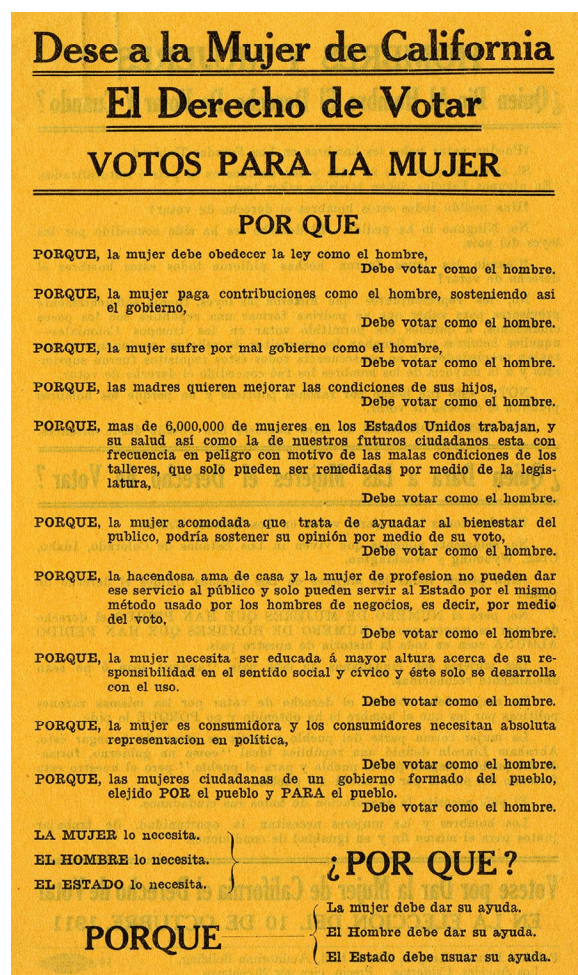 Dese a la Mujer de California
El Derecho de Votar
VOTOS PARA LA MUJER
POR QUE
PORQUE, la mujer debe obedecer la ley como el hombre,
Debe votar como el hombre.
PORQUE, la mujer paga contribuciones como el hombre, sosteniendo asi
el gobierno,
Debe votar como el hombre.
PORQUE, la mujer sufre por mal gobierno como el hombre,
Debe votar como el hombre.
PORQUE, las madres quieren mejorar las condiciones de sus hijos,
Debe votar como el hombre.
PORQUE, mas de 6,000,000 de mujeres en los Estados Unidos trabajan, y
su salud así como la de nuestros futuros ciudadanos esta con
frecuencia en peligro con motivo de las malas condiciones de los
talleres, que solo pueden ser remediadas por medio de la legis-
latura,
Debe votar como el hombre.
PORQUE, la mujer acomodada que trata de ayuadar al bienestar del
publico, podría sostener su opinión por medio de su voto,
Debe votar como el hombre.
PORQUE, la hacendosa ama de casa y la mujer de profesion no pueden dar
ese servicio al público y solo pueden servir al Estado por el mismo
método usado por los hombres de negocios, es decir, por medio
del voto,
Debe votar como el hombre.
PORQUE, la mujer necesita ser educada á mayor altura acerca de su re-
sponsibilidad en el sentido social y cívico y éste solo se desarrolla
con el uso.
Debe votar como el hombre.
PORQUE, la mujer es consumidora y los consumidores necesitan absoluta
representacion en política,
Debe votar como el hombre.
PORQUE, las mujeres ciudadanas de un gobierno formado del pueblo,
elejido POR el pueblo y PARA el pueblo.
Debe votar como el hombre.
LA MUJER lo necesita.
EL HOMBRE lo necesita.
EL ESTADO lo necesita.
¿POR QUE?
PORQUE
La mujer debe dar su ayuda.
El Hombre debe dar su ayuda.
El Estado debe usar su ayuda.